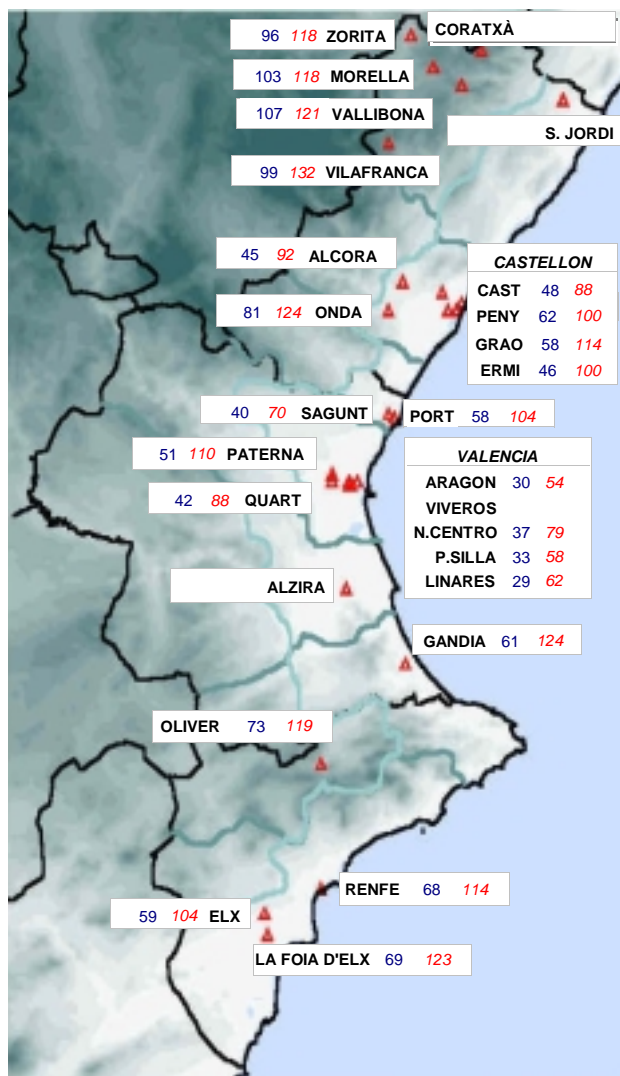 96 118 ZORITA
CORATXÀ
103 118 MORELLA
107 121 VALLIBONA
S. JORDI
99 132 VILAFRANCA
45 92 ALCORA
81 124 ONDA
CASTELLON
CAST 48 88
PENY 62 100
GRAO 58 114
ERMI 46 100
40 70 SAGUNT
PORT 58 104
51 110 PATERNA
42 88 QUART
VALENCIA
ARAGON 30 54
VIVEROS
N.CENTRO 37 79
P.SILLA 33 58
LINARES 29 62
ALZIRA
GANDIA 61 124
OLIVER 73 119
RENFE 68 114
59 104 ELX
LA FOIA D'ELX 69 123